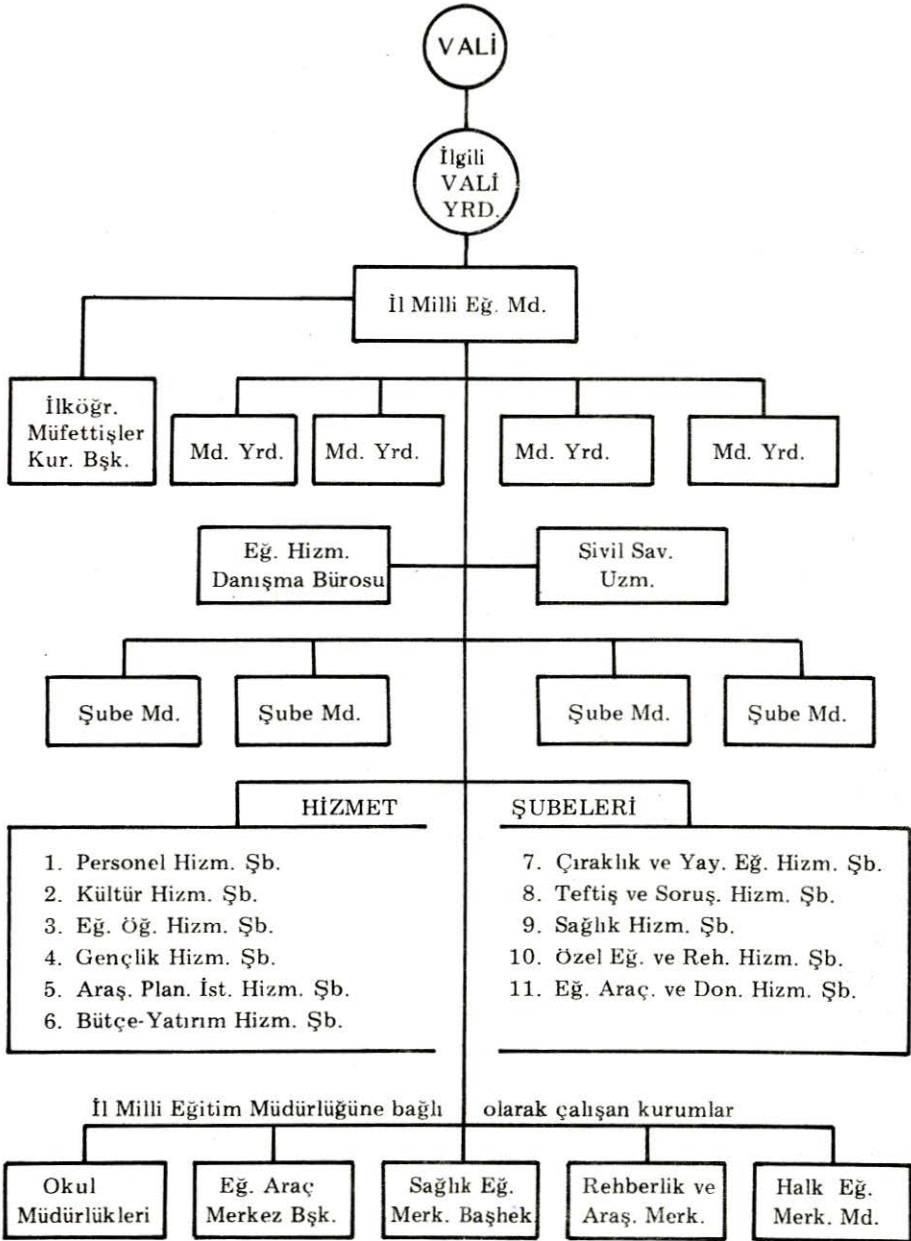 VALİ
İlgili
VALİ
YRD.
İl Milli Eğ. Md.
İlköğr.
Müfettişler
Kur. Bşk.
Md. Yrd.
Md. Yrd.
Md. Yrd.
Md. Yrd.
Eğ. Hizm.
Danışma Bürosu
Sivil Sav.
Uzm.
Şube Md.
Şube Md.
Şube Md.
Şube Md.
HİZMET ŞUBELERİ
1. Personel Hizm. Şb.
2. Kültür Hizm. Şb.
3. Eğ. Öğ. Hizm. Şb.
4. Gençlik Hizm. Şb.
5. Araş. Plan. İst. Hizm. Şb.
6. Bütçe-Yatırım Hizm. Şb.
7. Çıraklık ve Yay. Eğ. Hizm. Şb.
8. Teftiş ve Soruş. Hizm. Şb.
9. Sağlık Hizm. Şb.
10. Özel Eğ. ve Reh. Hizm. Şb.
11. Eğ. Araç. ve Don. Hizm. Şb.
İl Milli Eğitim Müdürlüğüne bağlı olarak çalışan kurumlar
Okul
Müdürlükleri
Eğ. Araç
Merkez Bşk.
Sağlık Eğ.
Merk. Başhek
Rehberlik ve
Araş. Merk.
Halk Eğ.
Merk. Md.